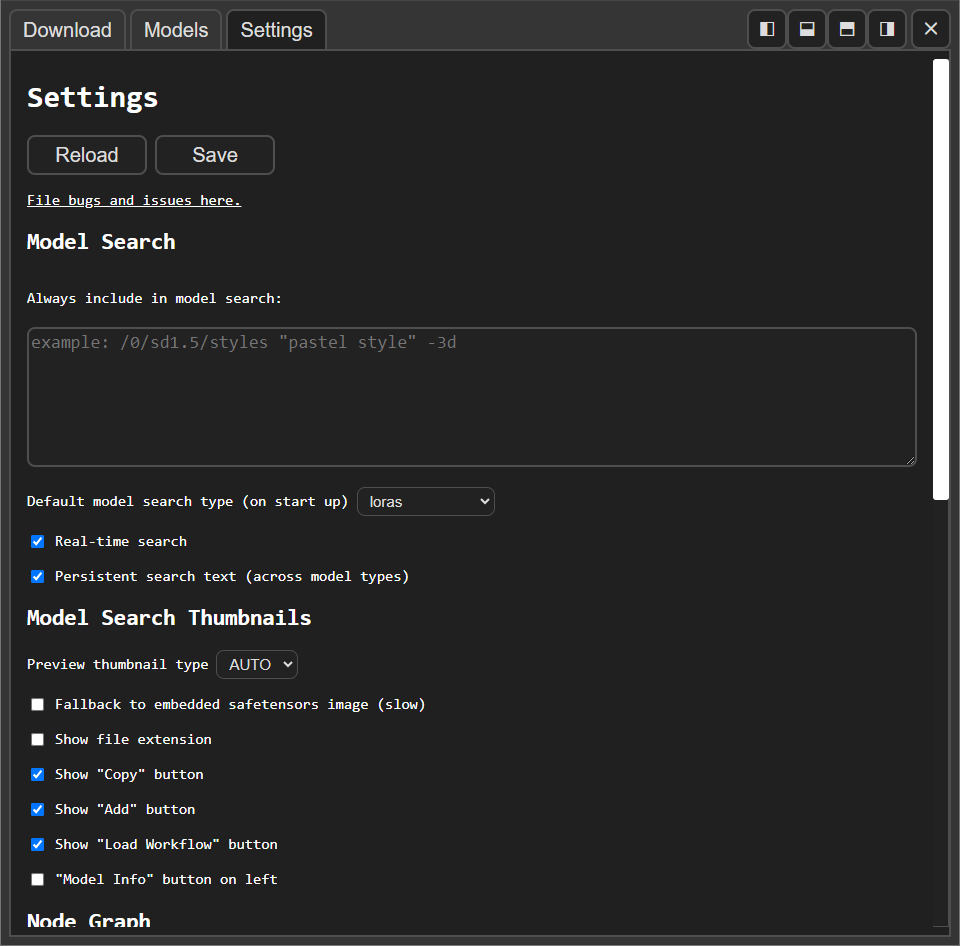 Download Models Settings
Settings
Reload Save
File bugs and issues here.
Model Search
Always include in model search:
example: /0/sd1.5/styles "pastel style" -3d
Default model search type (on start up) loras
Real-time search
Persistent search text (across model types)
Model Search Thumbnails
Preview thumbnail type AUTO
Fallback to embedded safetensors image (slow)
Show file extension
Show "Copy" button
Show "Add" button
Show "Load Workflow" button
"Model Info" button on left
Node Graph